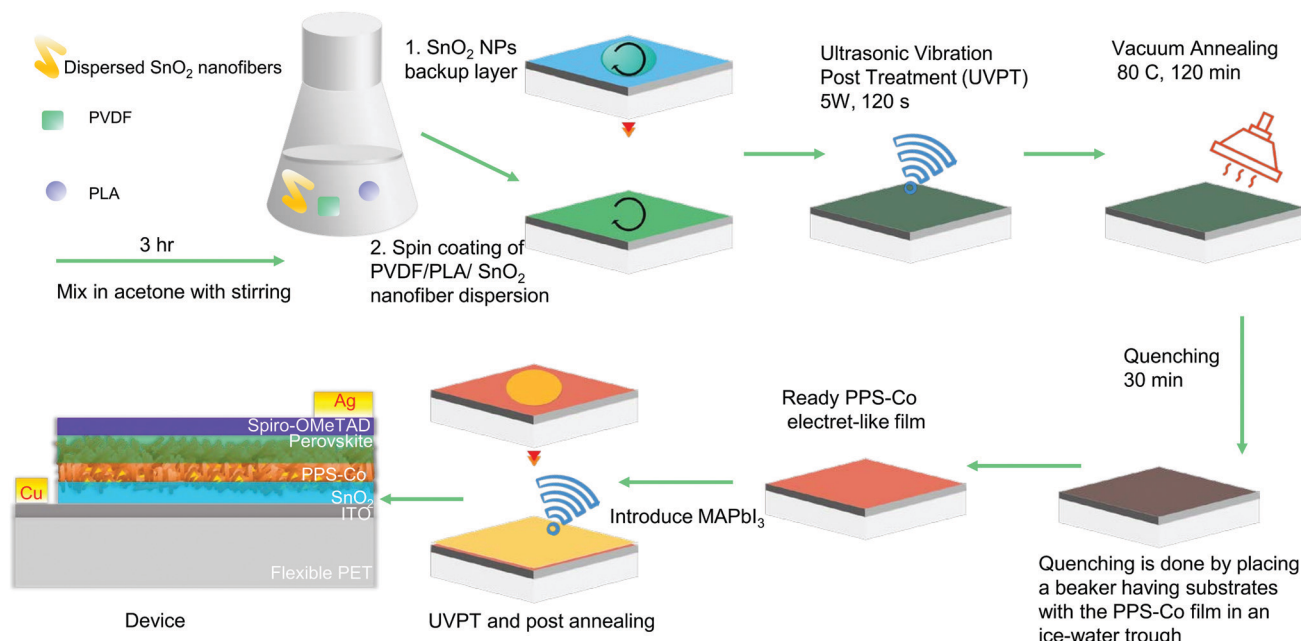 Dispersed SnO₂ nanofibers
PVDF
PLA
3 hr
Mix in acetone with stirring
1. SnO₂ NPs
backup layer
2. Spin coating of
PVDF/PLA/ SnO₂
nanofiber dispersion
Ultrasonic Vibration
Post Treatment (UVPT)
5W, 120 s
Vacuum Annealing
80 C, 120 min
Quenching
30 min
Quenching is done by placing
a beaker having substrates
with the PPS-Co film in an
ice-water trough
Ready PPS-Co
electret-like film
Introduce MAPbI₃
UVPT and post annealing
Ag
Spiro-OMeTAD
Perovskite
PPS-Co
Cu
SnO₂
ITO
Flexible PET
Device